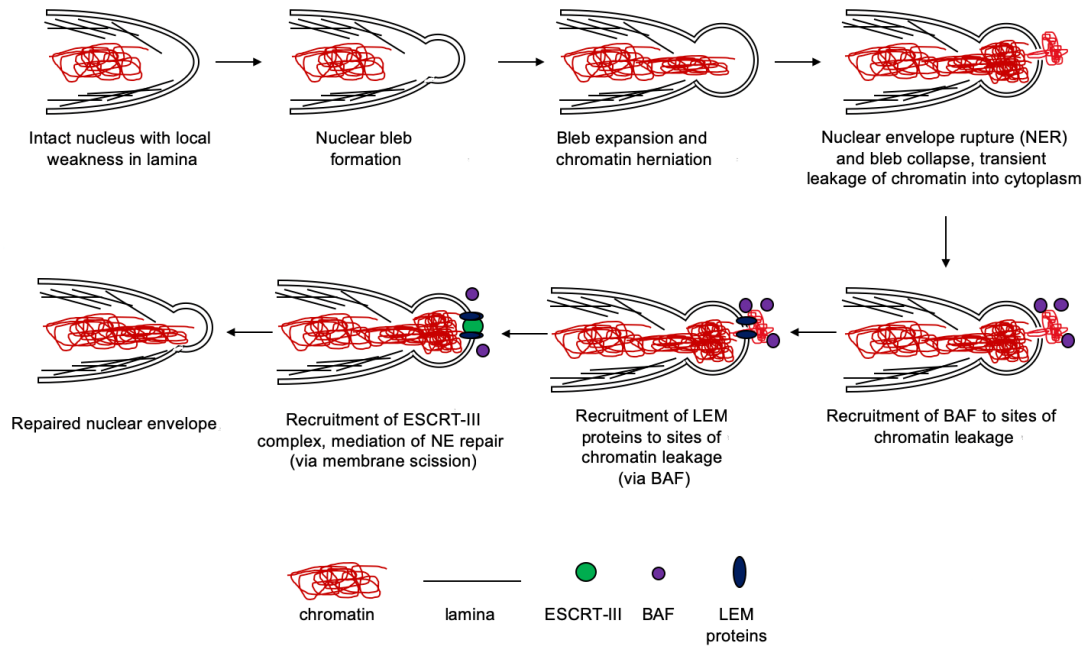 Intact nucleus with local
weakness in lamina
Nuclear bleb
formation
Bleb expansion and
chromatin herniation
Nuclear envelope rupture (NER)
and bleb collapse, transient
leakage of chromatin into cytoplasm
Repaired nuclear envelope
Recruitment of ESCRT-III
complex, mediation of NE repair
(via membrane scission)
Recruitment of LEM
proteins to sites of
chromatin leakage
(via BAF)
Recruitment of BAF to sites of
chromatin leakage
chromatin
lamina
ESCRT-III
BAF
LEM
proteins